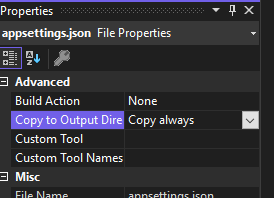 Properties
appsettings.json File Properties
Advanced
Build Action None
Copy to Output Dire Copy always
Custom Tool
Custom Tool Names
Misc
File Name appsettings.json